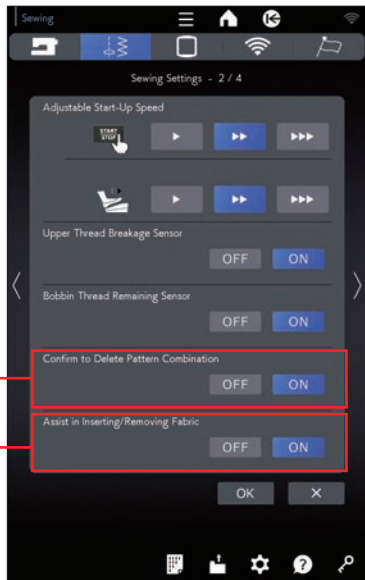 Sewing
Sewing Settings - 2 / 4
Adjustable Start-Up Speed
START
STOP
Upper Thread Breakage Sensor
OFF ON
Bobbin Thread Remaining Sensor
OFF ON
Confirm to Delete Pattern Combination
OFF ON
Assist in Inserting/Removing Fabric
OFF ON
OK X